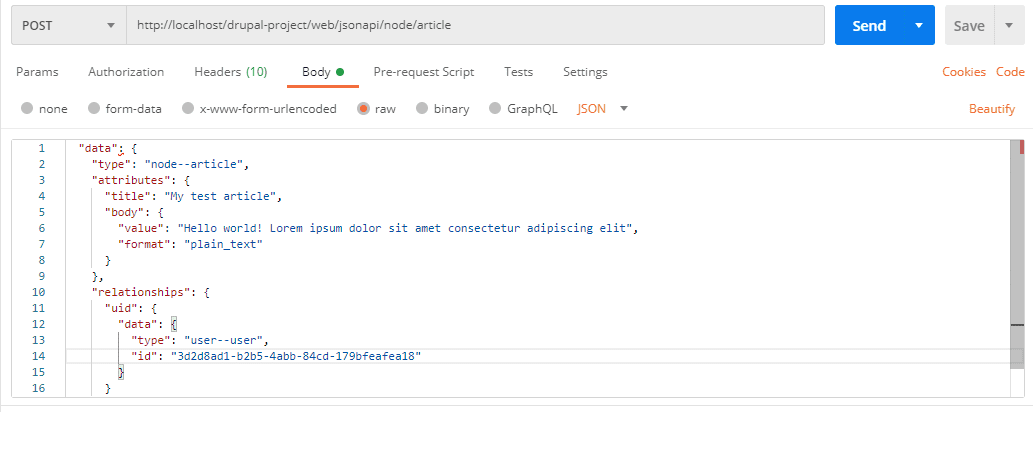 POST http://localhost/drupal-project/web/jsonapi/node/article Send Save
Params Authorization Headers (10) Body Pre-request Script Tests Settings Cookies Code
none form-data x-www-form-urlencoded raw binary GraphQL JSON Beautify
1 "data": {
2 "type": "node--article",
3 "attributes": {
4 "title": "My test article",
5 "body": {
6 "value": "Hello world! Lorem ipsum dolor sit amet consectetur adipiscing elit",
7 "format": "plain_text"
8 }
9 },
10 "relationships": {
11 "uid": {
12 "data": {
13 "type": "user--user",
14 "id": "3d2d8ad1-b2b5-4abb-84cd-179bfeafea18"
15 }
16 }